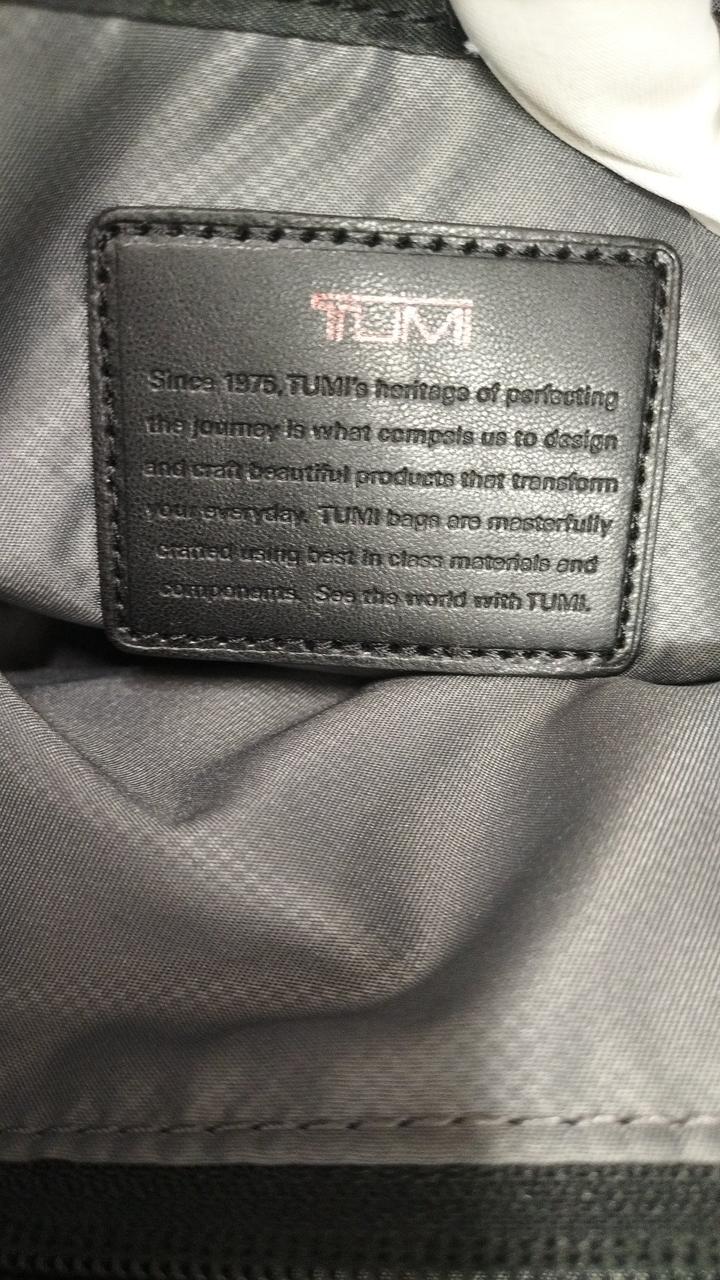 TUMI
Since 1975, TUMI's heritage of perfecting
the journey is what compels us to design
and craft beautiful products that transform
your everyday. TUMI bags are masterfully
crafted using best in class materials and
components. See the world with TUMI.